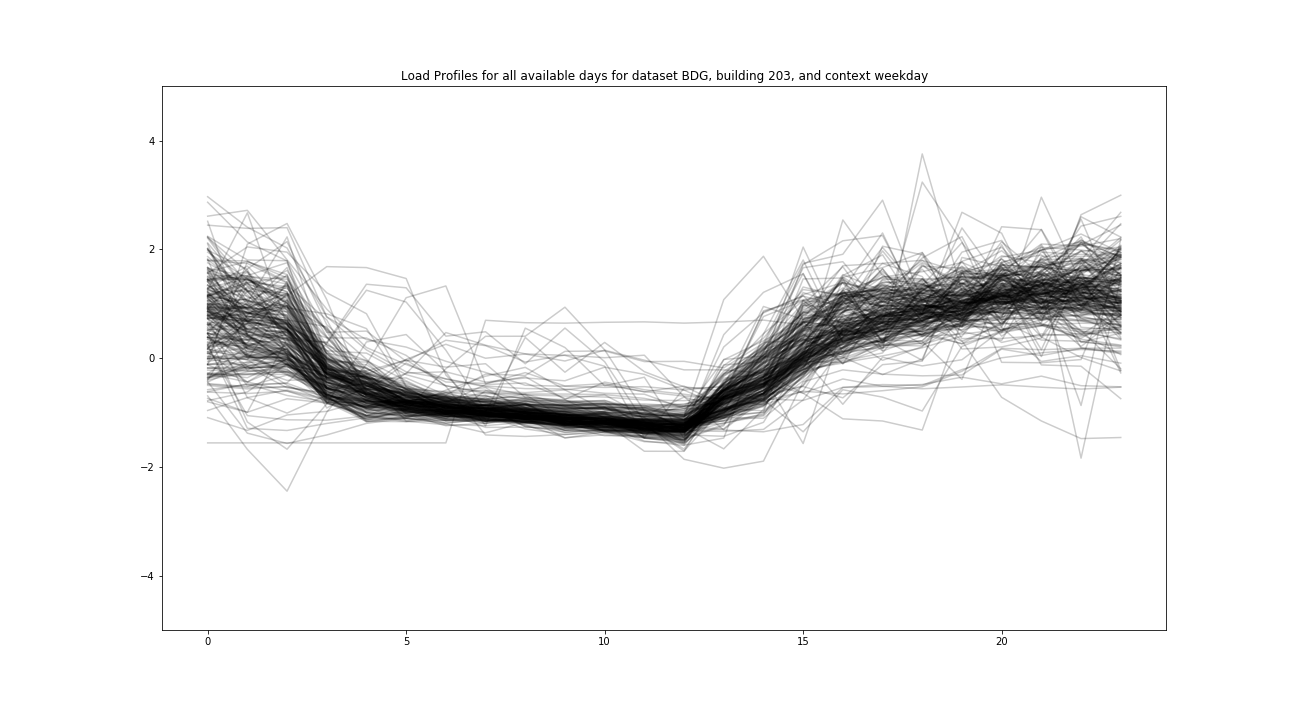 Load Profiles for all available days for dataset BDG, building 203, and context weekday
4
2
0
−2
−4
0 5 10 15 20